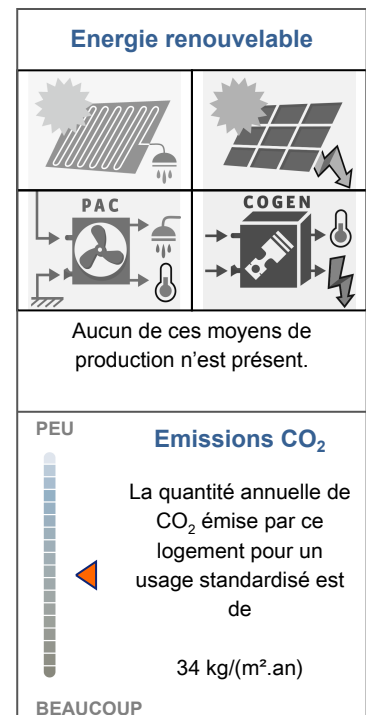 Energie renouvelable
PAC
COGEN
Aucun de ces moyens de
production n'est présent.
PEU
Emissions CO₂
La quantité annuelle de
CO₂ émise par ce
logement pour un
usage standardisé est
de
34 kg/(m².an)
BEAUCOUP